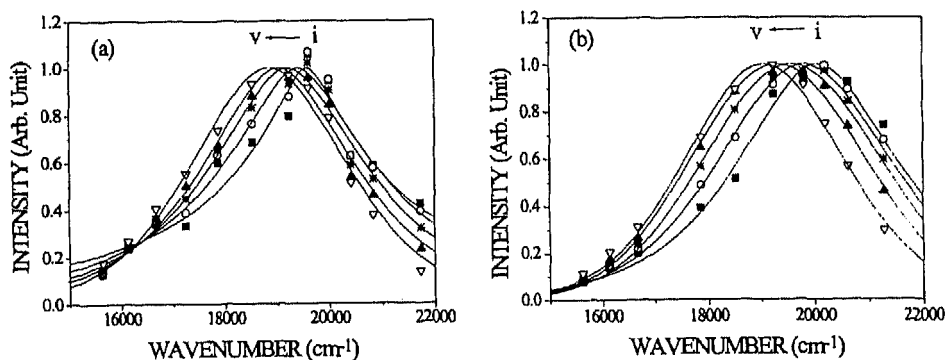 (a)
v ← i
INTENSITY (Arb. Unit)
1.2
1.0
0.8
0.6
0.4
0.2
0.0
16000 18000 20000 22000
WAVENUMBER (cm⁻¹)
(b)
v ← i
INTENSITY (Arb. Unit)
1.2
1.0
0.8
0.6
0.4
0.2
0.0
16000 18000 20000 22000
WAVENUMBER (cm⁻¹)